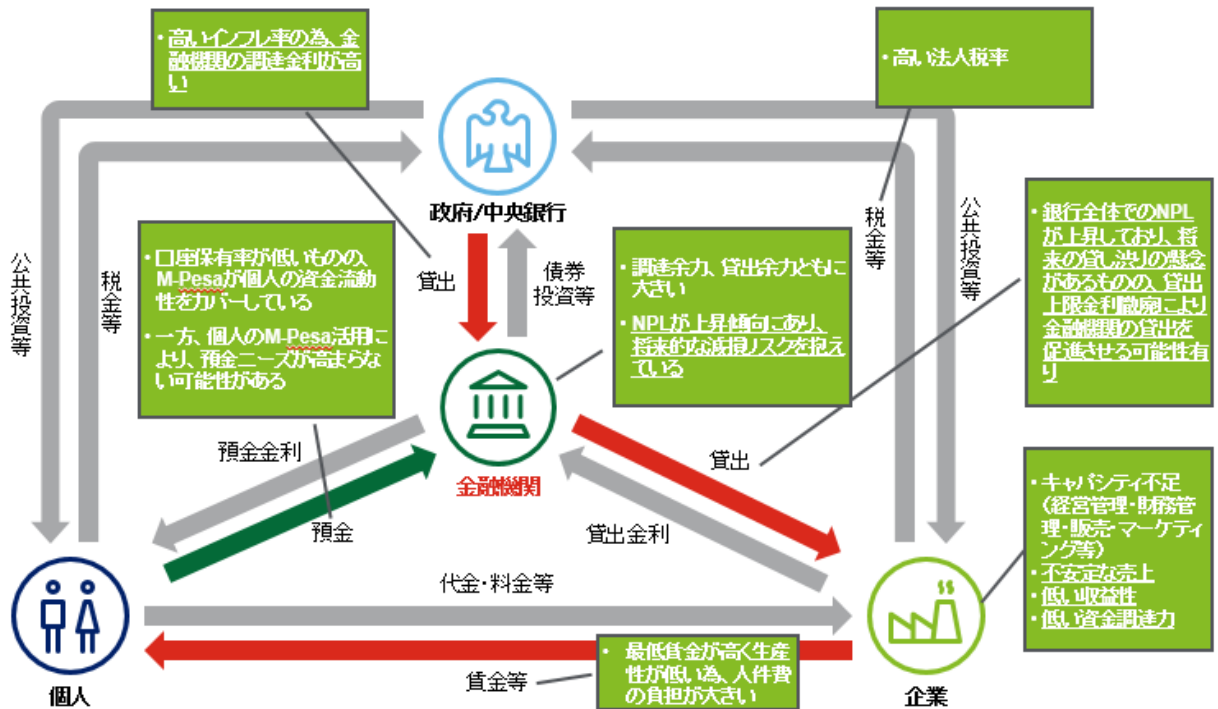 ・高いインフレ率の為、金
融機関の調達金利が高
い
・高い法人税率
政府/中央銀行
公共投資等
税金等
・口座保有率が低いものの、
M-Pesaが個人の資金流動
性をカバーしている
・一方、個人のM-Pesa活用に
より、預金ニーズが高まらな
い可能性がある
貸出
債券
投資等
・調達余力、貸出余力ともに
大きい
・NPLが上昇傾向にあり、
将来的な減損リスクを抱え
ている
税金等
公共投資等
・銀行全体でのNPL
が上昇しており、将
来の貸し渋りの懸念
があるものの、貸出
上限金利撤廃により
金融機関の貸出を
促進させる可能性有
り
預金金利
金融機関
貸出
預金
貸出金利
・キャパシティ不足
(経営管理・財務管
理・販売・マーケティ
ング等)
・不安定な売上
・低い収益性
・低い資金調達力
代金・料金等
賃金等
・最低賃金が高く生産
性が低い為、人件費
の負担が大きい
個人
企業